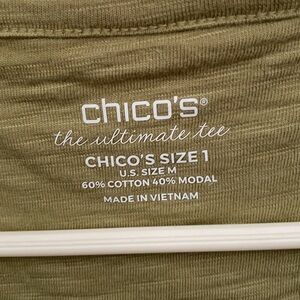 chico's®
the ultimate tee
CHICO'S SIZE 1
U.S. SIZE M
60% COTTON 40% MODAL
MADE IN VIETNAM